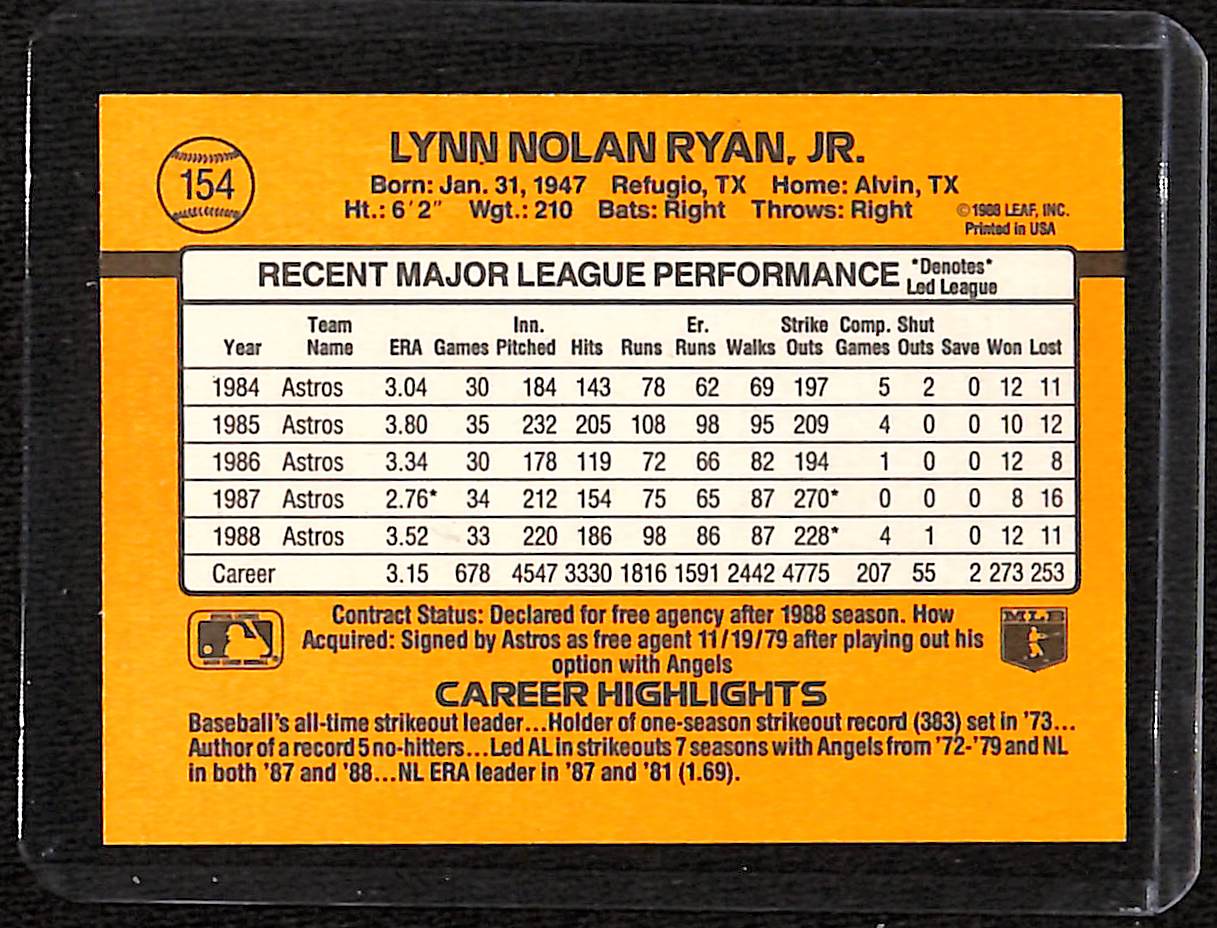 154
LYNN NOLAN RYAN, JR.
Born: Jan. 31, 1947 Refugio, TX Home: Alvin, TX
Ht.: 6'2" Wgt.: 210 Bats: Right Throws: Right
©1988 LEAF, INC.
Printed in USA
RECENT MAJOR LEAGUE PERFORMANCE *Denotes*
Led League
Team Inn. Er. Strike Comp. Shut
Year Name ERA Games Pitched Hits Runs Runs Walks Outs Games Outs Save Won Lost
1984 Astros 3.04 30 184 143 78 62 69 197 5 2 0 12 11
1985 Astros 3.80 35 232 205 108 98 95 209 4 0 0 10 12
1986 Astros 3.34 30 178 119 72 66 82 194 1 0 0 12 8
1987 Astros 2.76* 34 212 154 75 65 87 270* 0 0 0 8 16
1988 Astros 3.52 33 220 186 98 86 87 228* 4 1 0 12 11
Career 3.15 678 4547 3330 1816 1591 2442 4775 207 55 2 273 253
Contract Status: Declared for free agency after 1988 season. How
Acquired: Signed by Astros as free agent 11/19/79 after playing out his
option with Angels
MLB
CAREER HIGHLIGHTS
Baseball's all-time strikeout leader...Holder of one-season strikeout record (383) set in '73...
Author of a record 5 no-hitters...Led AL in strikeouts 7 seasons with Angels from '72-'79 and NL
in both '87 and '88...NL ERA leader in '87 and '81 (1.69).